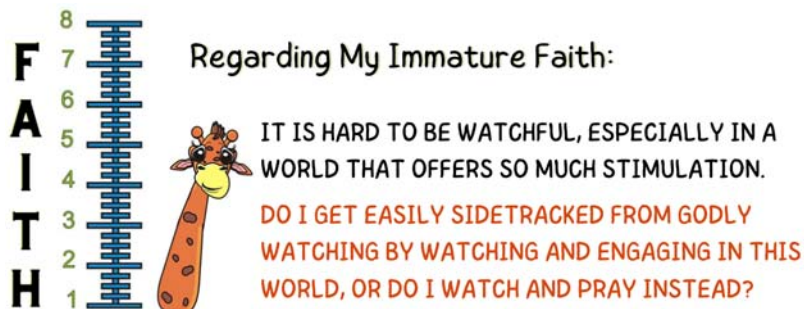 FAITH
8
7
6
5
4
3
2
1
Regarding My Immature Faith:
IT IS HARD TO BE WATCHFUL, ESPECIALLY IN A
WORLD THAT OFFERS SO MUCH STIMULATION.
DO I GET EASILY SIDETRACKED FROM GODLY
WATCHING BY WATCHING AND ENGAGING IN THIS
WORLD, OR DO I WATCH AND PRAY INSTEAD?